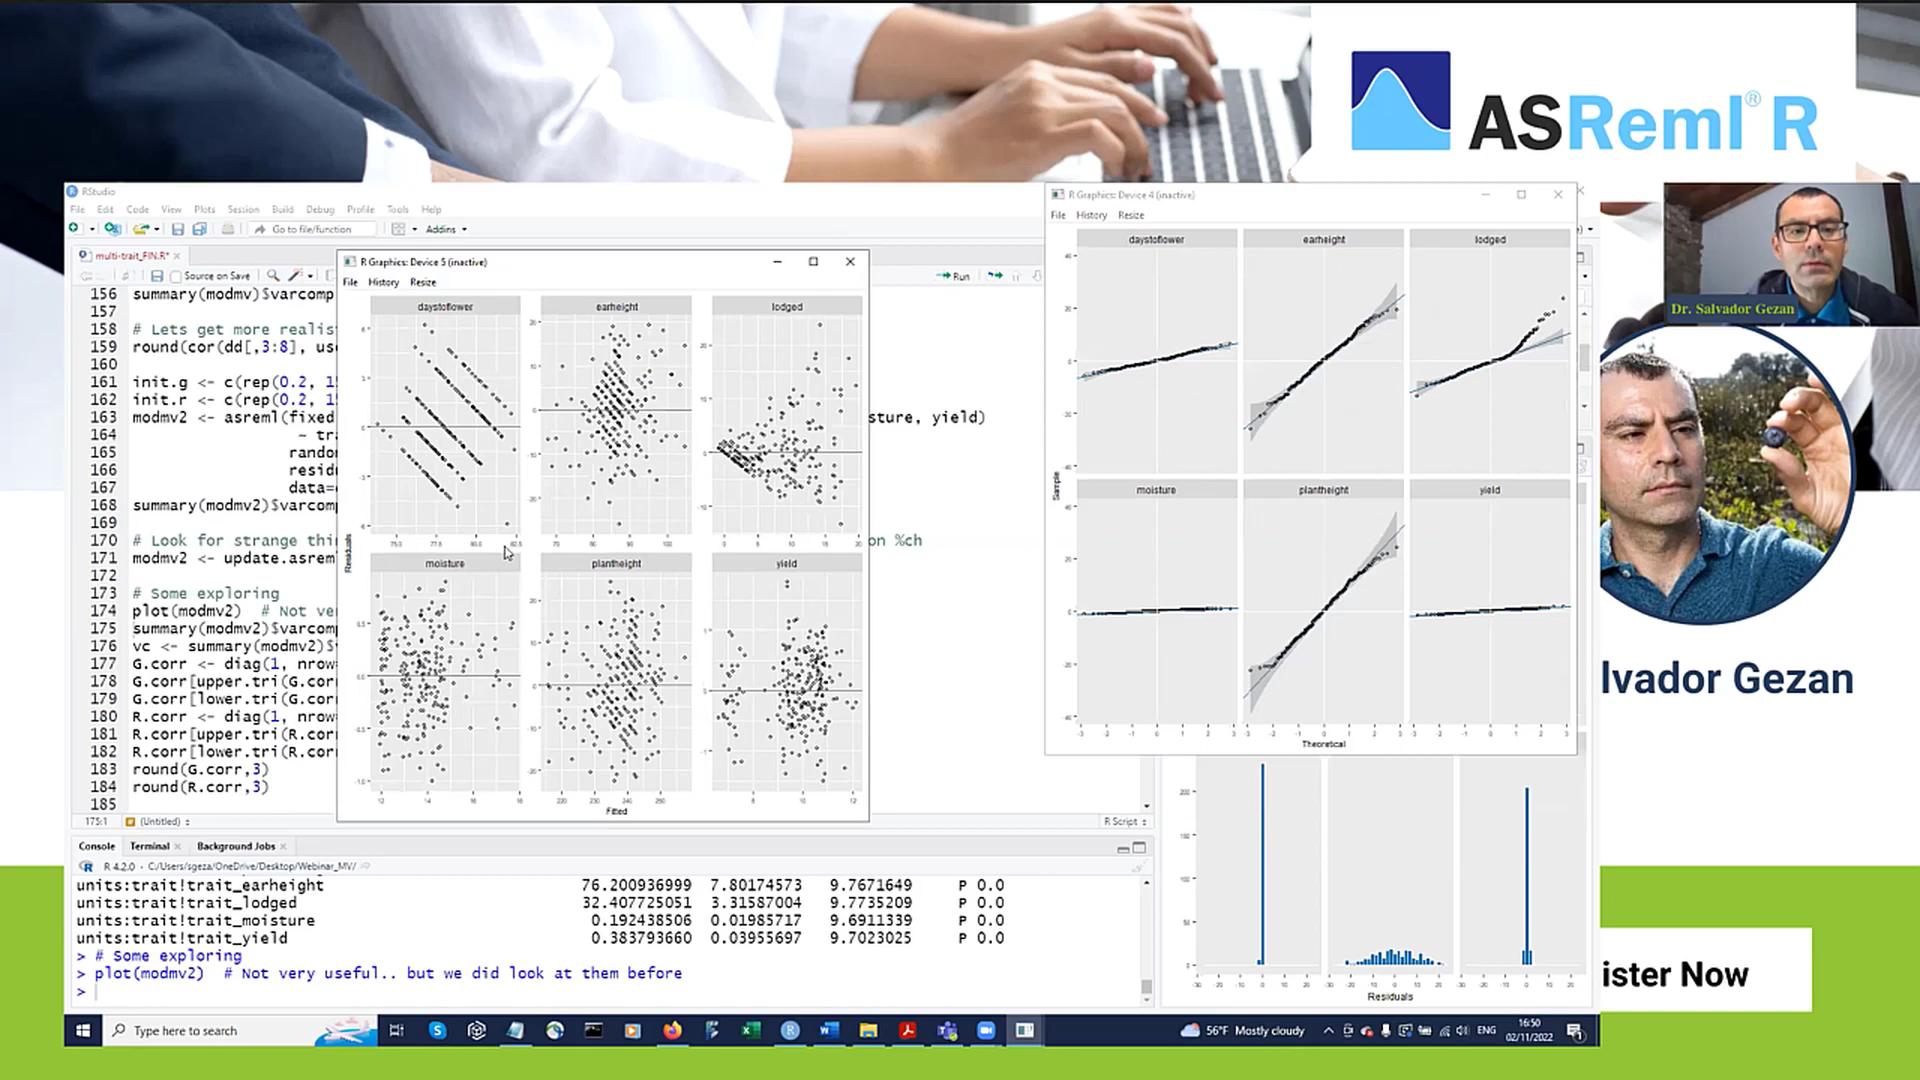 ASReml® R
RStudio
File Edit Code View Plots Session Build Debug Profile Tools Help
Go to file/function
Addins
multi-trait_FIN.R*
Source on Save
Run
156 summary(modmv)$varcomp
157
158 # Lets get more realis
159 round(cor(dd[,3:8], us
160
161 init.g <- c(rep(0.2, 1
162 init.r <- c(rep(0.2, 1
163 modmv2 <- asreml(fixed
sture, yield)
164 ~ tr
165 random
166 resid
167 data=
168 summary(modmv2)$varcom
169
170 # Look for strange thi
on %ch
171 modmv2 <- update.asrem
172
173 # Some exploring
174 plot(modmv2) # Not ve
175 summary(modmv2)$varcom
176 vc <- summary(modmv2)$
177 G.corr <- diag(1, nrow
178 G.corr[upper.tri(G.cor
179 G.corr[lower.tri(G.cor
180 R.corr <- diag(1, nrow
181 R.corr[upper.tri(R.cor
182 R.corr[lower.tri(R.cor
183 round(G.corr,3)
184 round(R.corr,3)
185
175:1 (Untitled)
R Script
R Graphics: Device 5 (inactive)
File History Resize
daystoflower earheight lodged
moisture plantheight yield
Residuals
Fitted
R Graphics: Device 4 (inactive)
File History Resize
daystoflower earheight lodged
moisture plantheight yield
Sample
Theoretical
Residuals
Dr. Salvador Gezan
lvador Gezan
ister Now
Console Terminal Background Jobs
R 4.2.0 · C:/Users/sgeza/OneDrive/Desktop/Webinar_MV/
units:trait!trait_earheight 76.200936999 7.80174573 9.7671649 P 0.0
units:trait!trait_lodged 32.407725051 3.31587004 9.7735209 P 0.0
units:trait!trait_moisture 0.192438506 0.01985717 9.6911339 P 0.0
units:trait!trait_yield 0.383793660 0.03955697 9.7023025 P 0.0
> # Some exploring
> plot(modmv2) # Not very useful.. but we did look at them before
>
Type here to search
56°F Mostly cloudy
ENG
16:50
02/11/2022